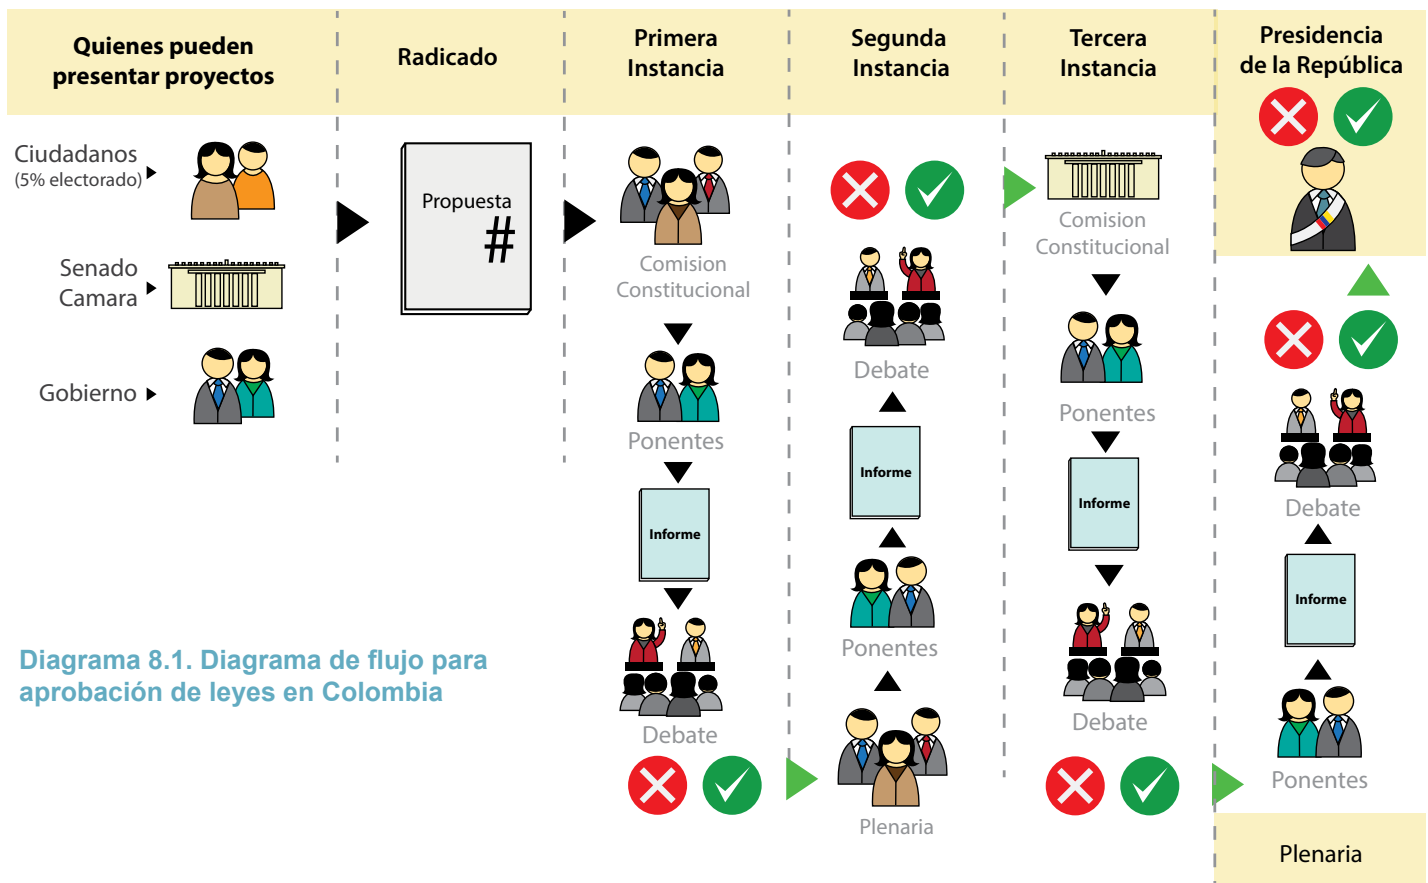 Quienes pueden
presentar proyectos
Radicado
Primera
Instancia
Segunda
Instancia
Tercera
Instancia
Presidencia
de la República
Ciudadanos
(5% electorado)
Senado
Camara
Gobierno
Propuesta
#
Comision
Constitucional
Ponentes
Informe
Debate
Debate
Informe
Ponentes
Plenaria
Comision
Constitucional
Ponentes
Informe
Debate
Debate
Informe
Ponentes
Plenaria
Diagrama 8.1. Diagrama de flujo para
aprobación de leyes en Colombia